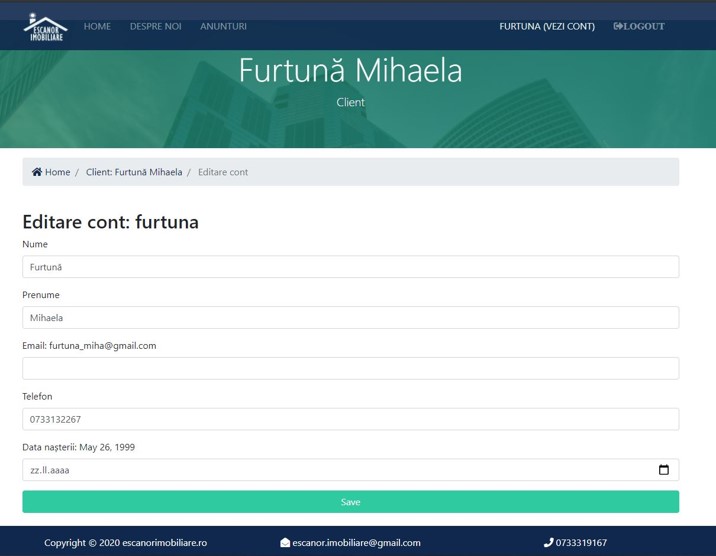 ESCANOR
IMOBILIARE
HOME DESPRE NOI ANUNTURI FURTUNA (VEZI CONT) LOGOUT
Furtună Mihaela
Client
Home / Client: Furtună Mihaela / Editare cont
Editare cont: furtuna
Nume
Furtună
Prenume
Mihaela
Email: furtuna_miha@gmail.com
Telefon
0733132267
Data nașterii: May 26, 1999
zz.ll.aaaa
Save
Copyright © 2020 escanorimobiliare.ro escanor.imobiliare@gmail.com 0733319167